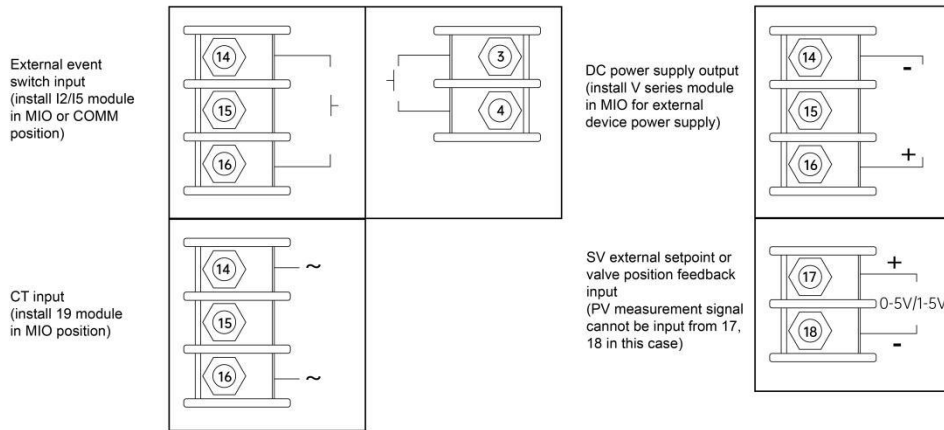 External event
switch input
(install I2/I5 module
in MIO or COMM
position)
14
15
16
3
4
DC power supply output
(install V series module
in MIO for external
device power supply)
14
15
16
-
+
CT input
(install 19 module
in MIO position)
14
15
16
~
~
SV external setpoint or
valve position feedback
input
(PV measurement signal
cannot be input from 17,
18 in this case)
17
18
+
0-5V/1-5V
-